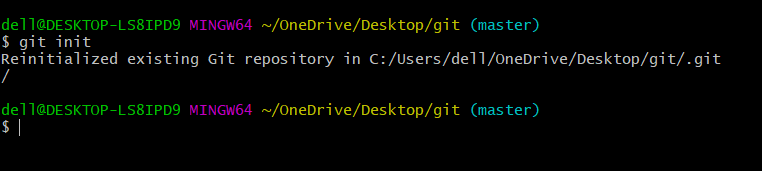 dell@DESKTOP-LS8IPD9 MINGW64 ~/OneDrive/Desktop/git (master)
$ git init
Reinitialized existing Git repository in C:/Users/dell/OneDrive/Desktop/git/.git
/
dell@DESKTOP-LS8IPD9 MINGW64 ~/OneDrive/Desktop/git (master)
$